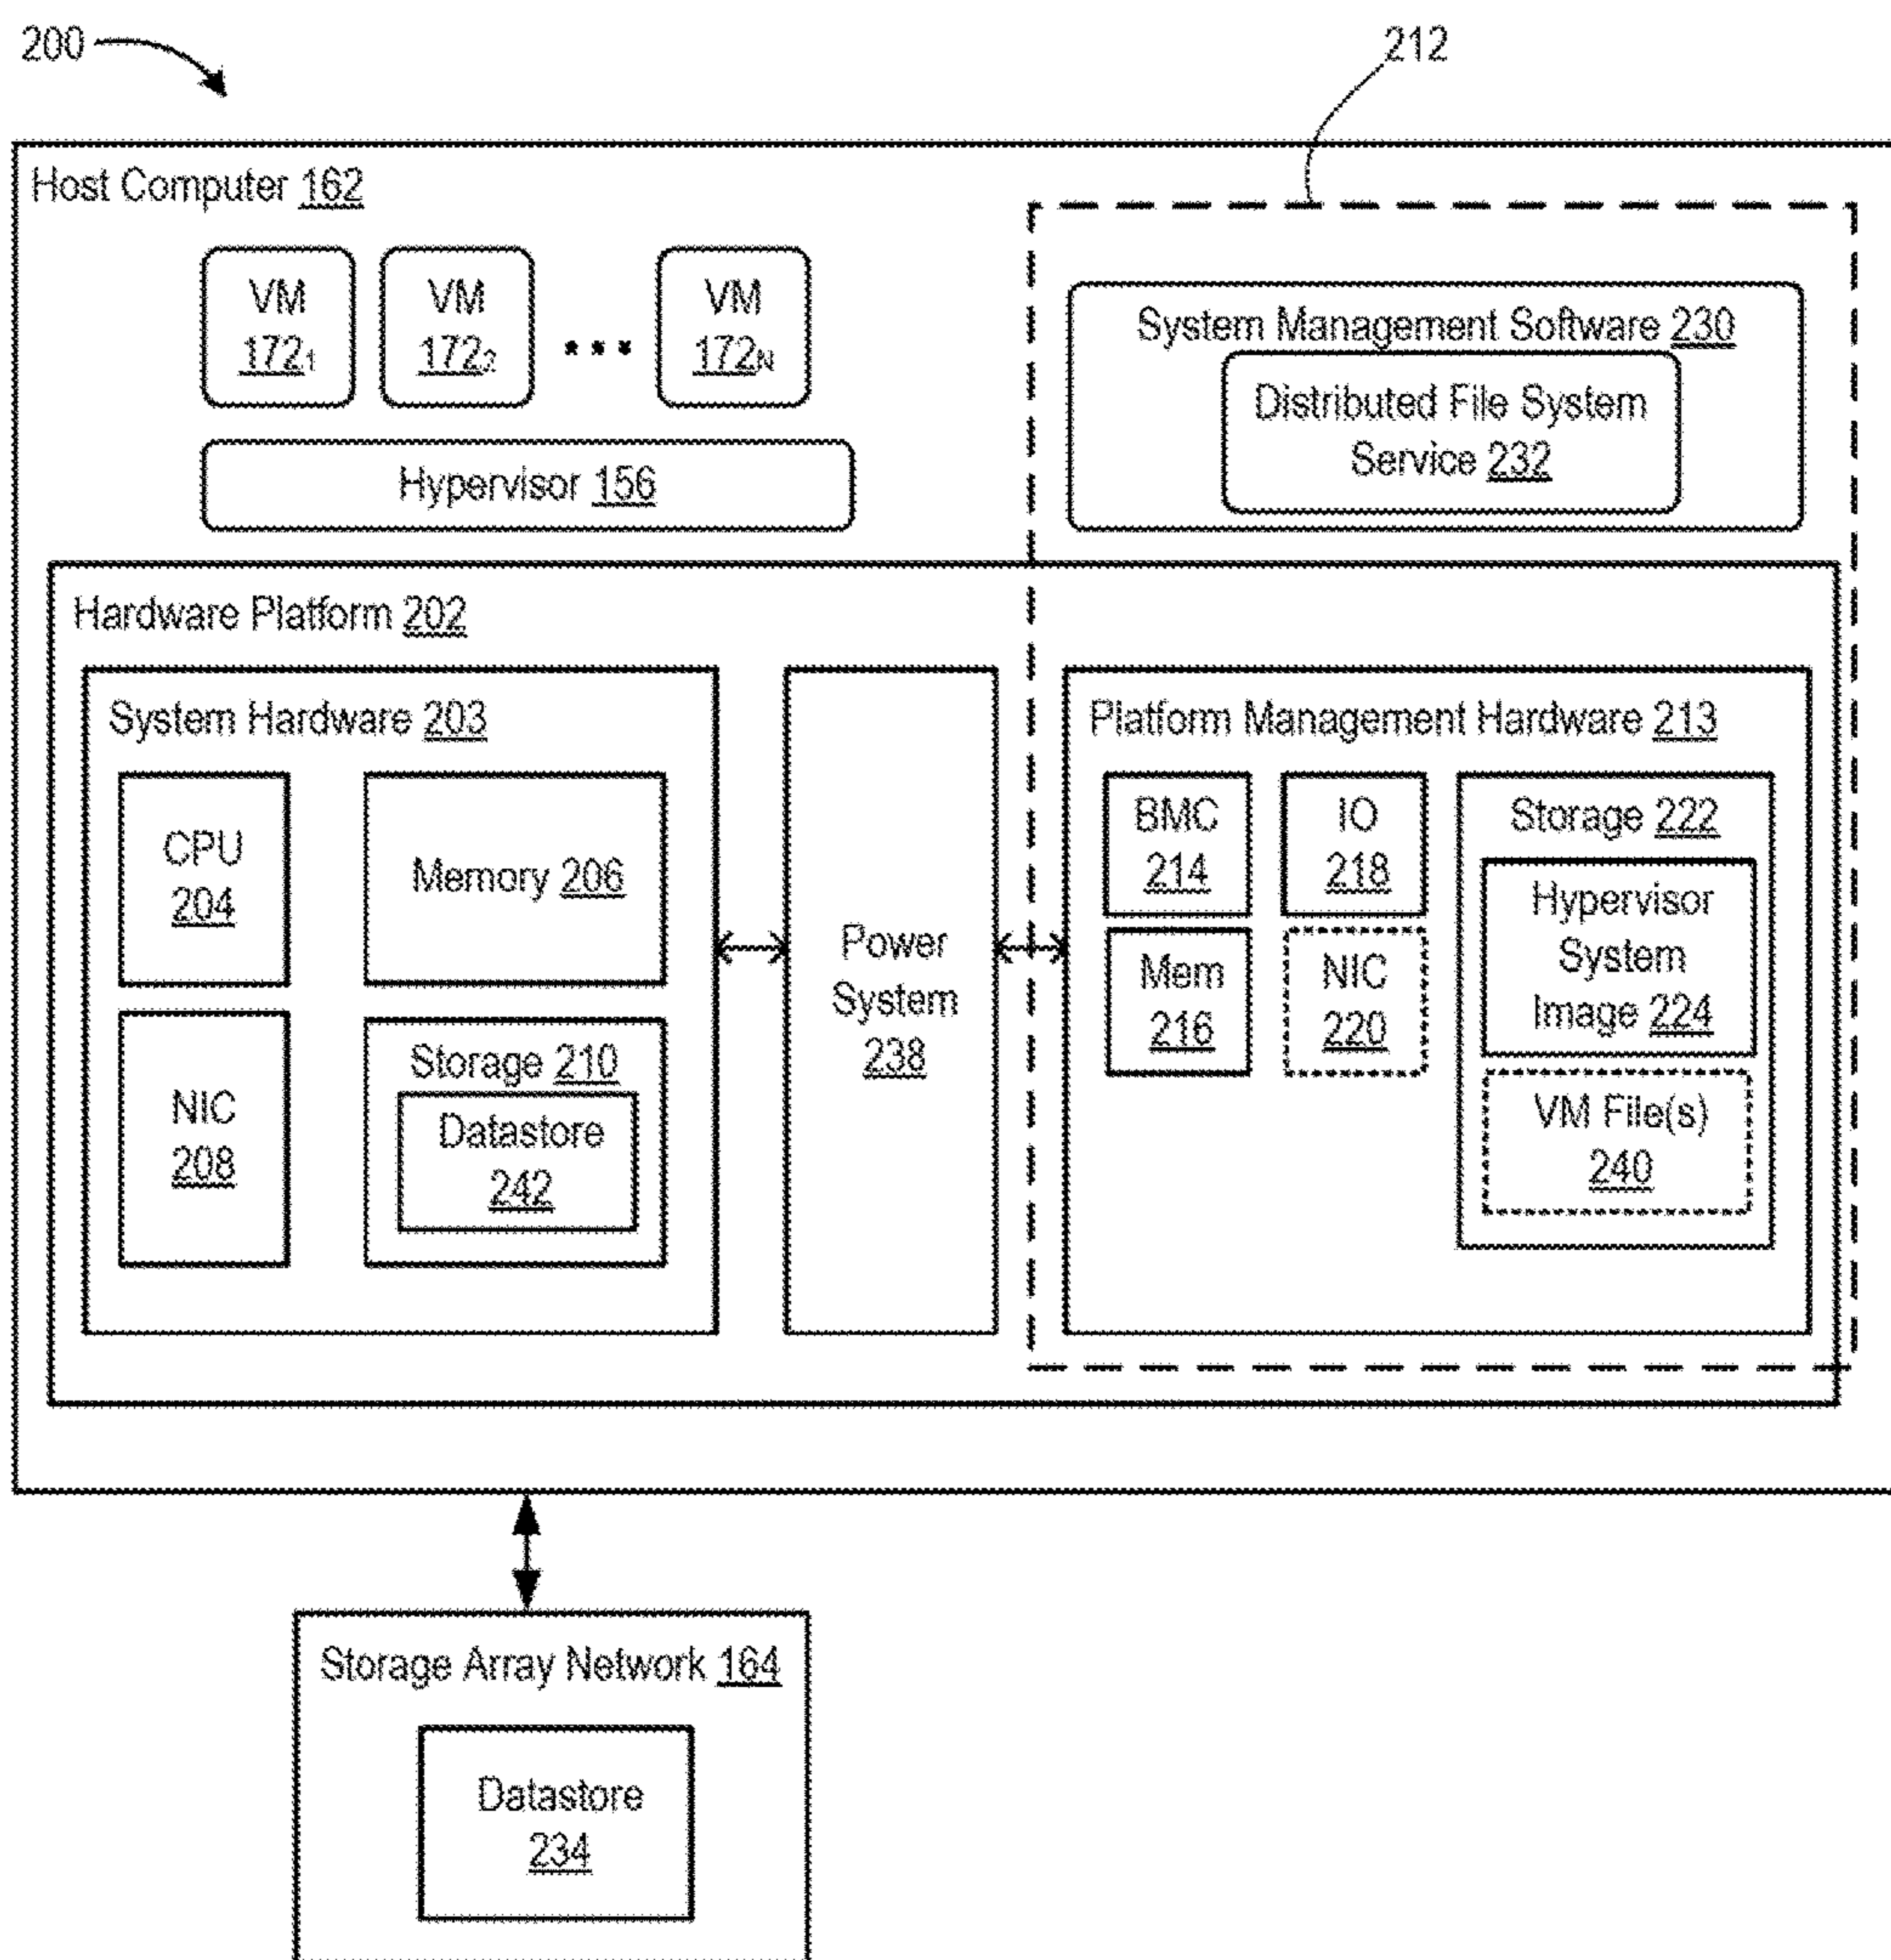 200
212
Host Computer 162
VM
172₁
VM
172₂
VM
172N
System Management Software 230
Distributed File System
Service 232
Hypervisor 156
Hardware Platform 202
System Hardware 203
CPU
204
Memory 206
NIC
208
Storage 210
Datastore
242
Power
System
238
Platform Management Hardware 213
BMC
214
IO
218
Mem
216
NIC
220
Storage 222
Hypervisor
System
Image 224
VM File(s)
240
Storage Array Network 164
Datastore
234